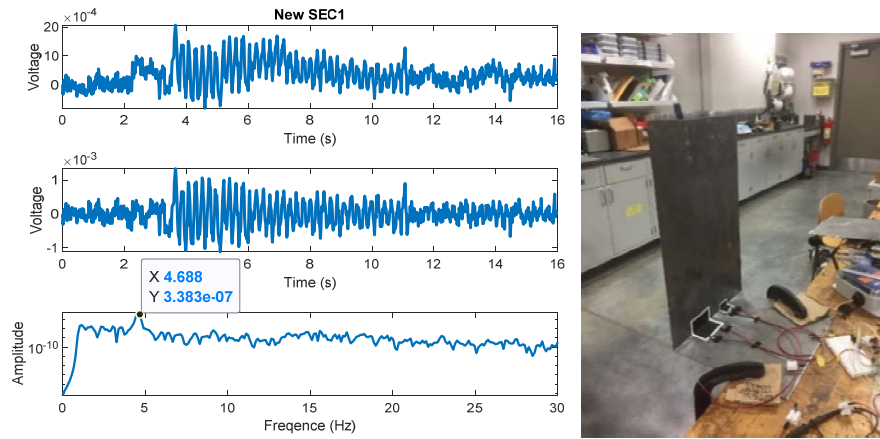 New SEC1
×10⁻⁴
20
10
0
Voltage
0 2 4 6 8 10 12 14 16
Time (s)
×10⁻³
1
0
-1
Voltage
0 2 4 6 8 10 12 14 16
Time (s)
X 4.688
Y 3.383e-07
10⁻¹⁰
Amplitude
0 5 10 15 20 25 30
Freqence (Hz)